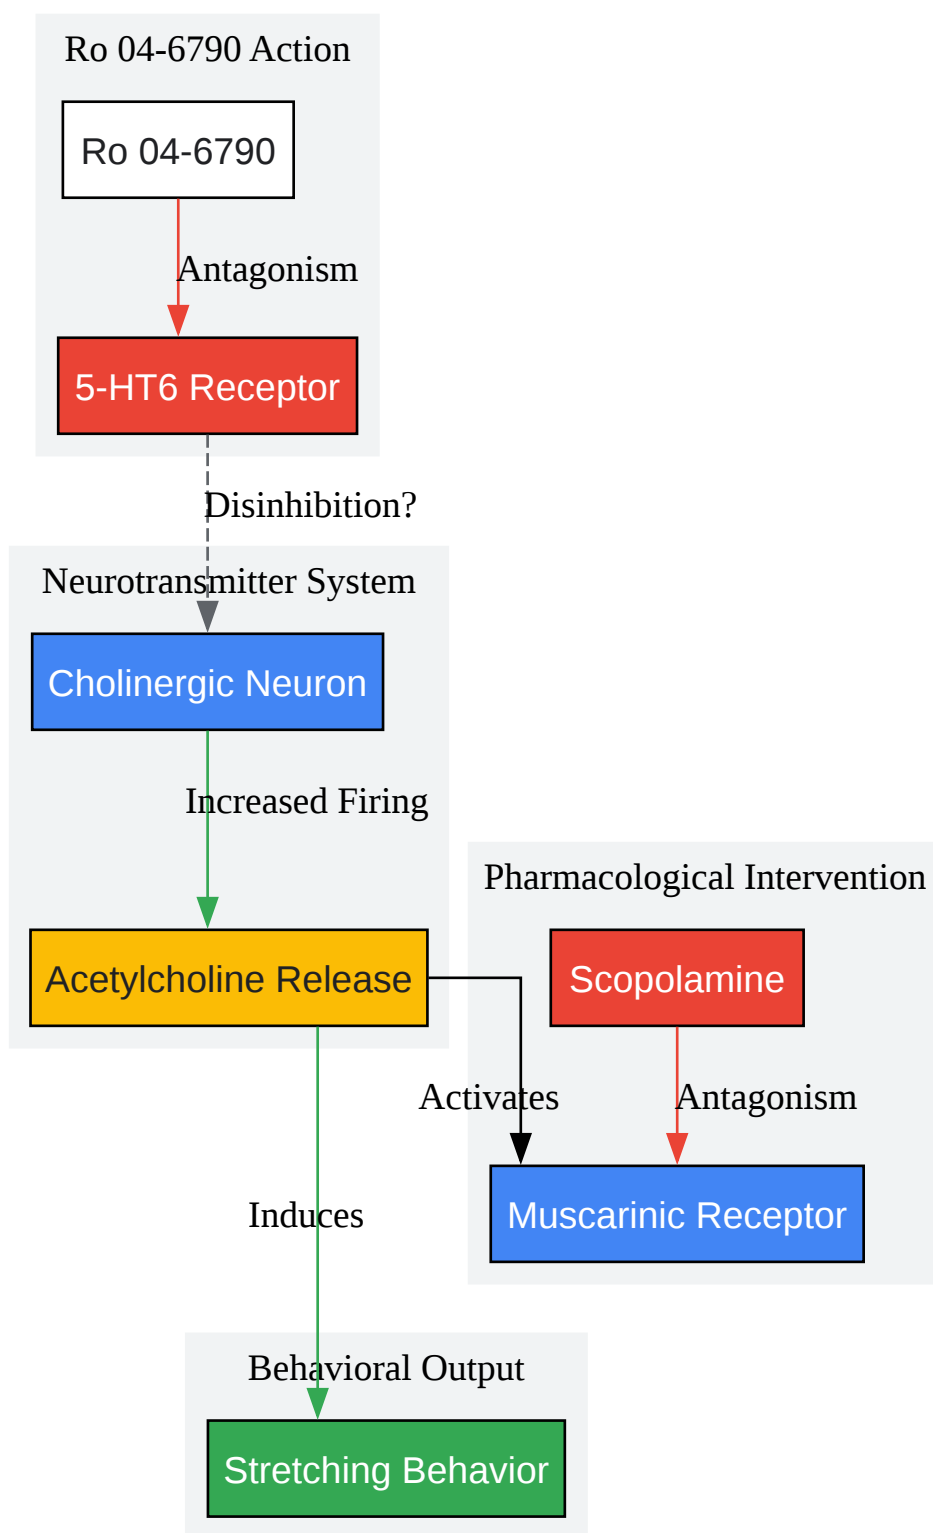 Ro 04-6790 Action
Ro 04-6790
Antagonism
5-HT6 Receptor
Disinhibition?
Neurotransmitter System
Cholinergic Neuron
Increased Firing
Pharmacological Intervention
Acetylcholine Release
Scopolamine
Activates
Antagonism
Induces
Muscarinic Receptor
Behavioral Output
Stretching Behavior